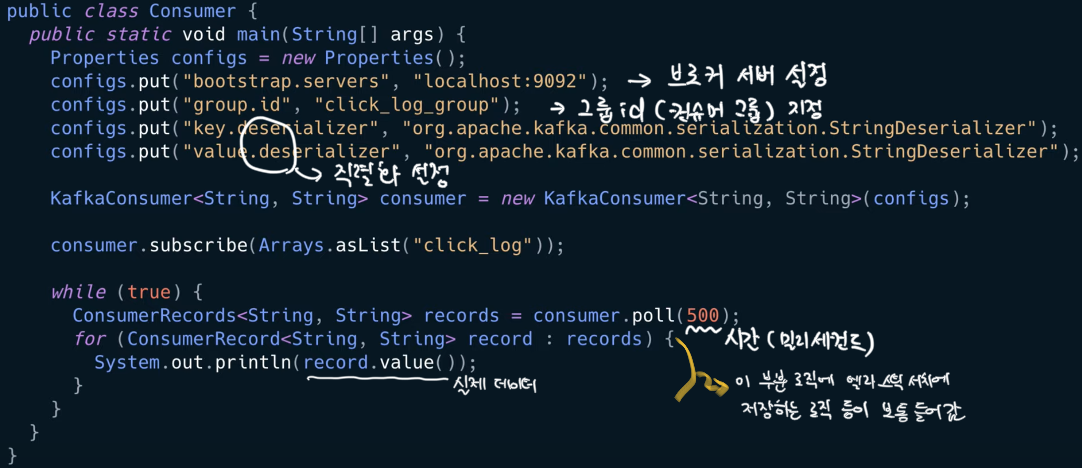 public class Consumer {
public static void main(String[] args) {
Properties configs = new Properties();
configs.put("bootstrap.servers", "localhost:9092"); → 브로커 서버 설정
configs.put("group.id", "click_log_group"); → 그룹id (컨슈머 그룹) 지정
configs.put("key.deserializer", "org.apache.kafka.common.serialization.StringDeserializer");
configs.put("value.deserializer", "org.apache.kafka.common.serialization.StringDeserializer");
→ 직렬화 설정
KafkaConsumer<String, String> consumer = new KafkaConsumer<String, String>(configs);
consumer.subscribe(Arrays.asList("click_log"));
while (true) {
ConsumerRecords<String, String> records = consumer.poll(500);
for (ConsumerRecord<String, String> record : records) {
시간 (밀리세컨드)
System.out.println(record.value());
실제 데이터
이 부분 로직에 엘라스틱 서치에
저장하는 로직 등이 보통 들어감
}
}
}
}